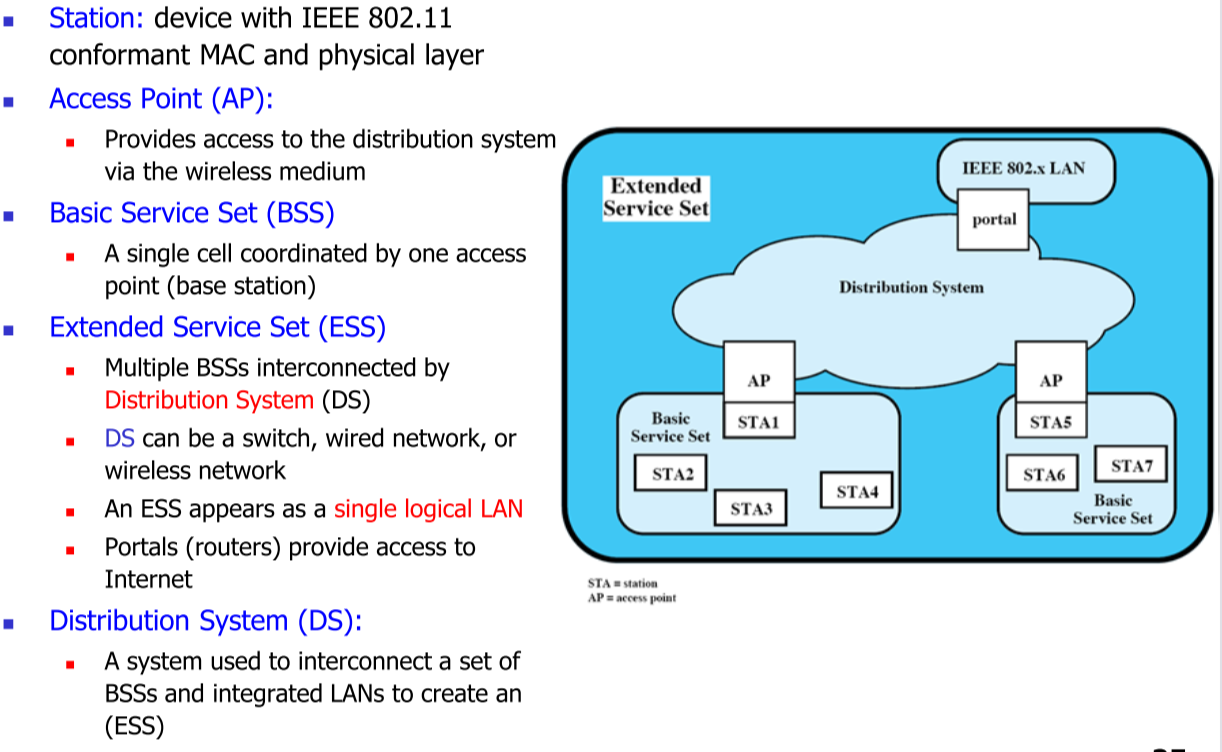 Station: device with IEEE 802.11
conformant MAC and physical layer
Access Point (AP):
Provides access to the distribution system
via the wireless medium
Basic Service Set (BSS)
A single cell coordinated by one access
point (base station)
Extended Service Set (ESS)
Multiple BSSs interconnected by
Distribution System (DS)
DS can be a switch, wired network, or
wireless network
An ESS appears as a single logical LAN
Portals (routers) provide access to
Internet
Distribution System (DS):
A system used to interconnect a set of
BSSs and integrated LANs to create an
(ESS)
Extended
Service Set
IEEE 802.x LAN
portal
Distribution System
AP
STA1
Basic
Service Set
STA2
STA3
STA4
AP
STA5
STA6
STA7
Basic
Service Set
STA = station
AP = access point